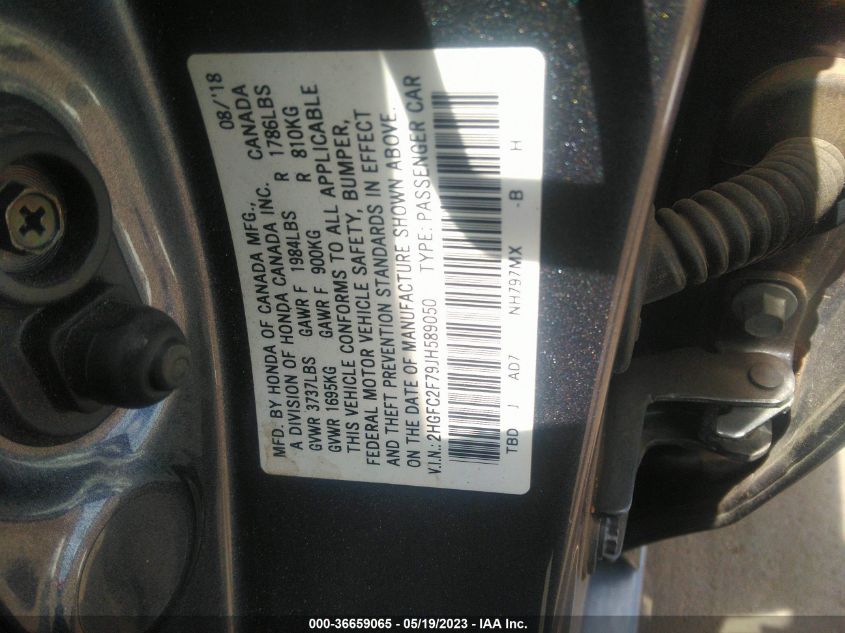 MFD. BY HONDA OF CANADA MFG., 08/'18
A DIVISION OF HONDA CANADA INC. CANADA
GVWR 3737LBS GAWR F 1984LBS R 1786LBS
GVWR 1695KG GAWR F 900KG R 810KG
THIS VEHICLE CONFORMS TO ALL APPLICABLE
FEDERAL MOTOR VEHICLE SAFETY, BUMPER,
AND THEFT PREVENTION STANDARDS IN EFFECT
ON THE DATE OF MANUFACTURE SHOWN ABOVE.
V.I.N.: 2HGFC2F79JH589050 TYPE: PASSENGER CAR
TBD J AD7 NH797MX -B H
000-36659065 - 05/19/2023 - IAA Inc.